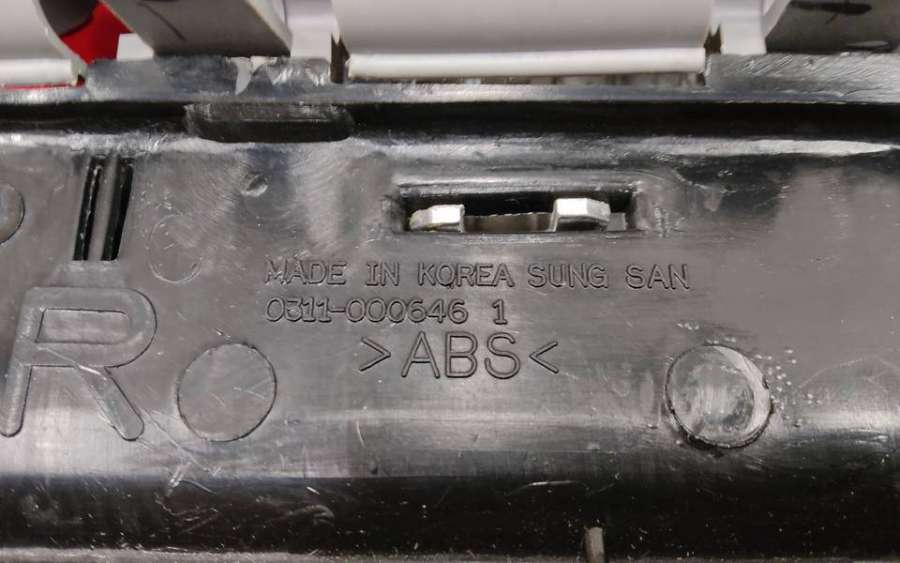 MADE IN KOREA SUNG SAN
0311-000646 1
>ABS<
R